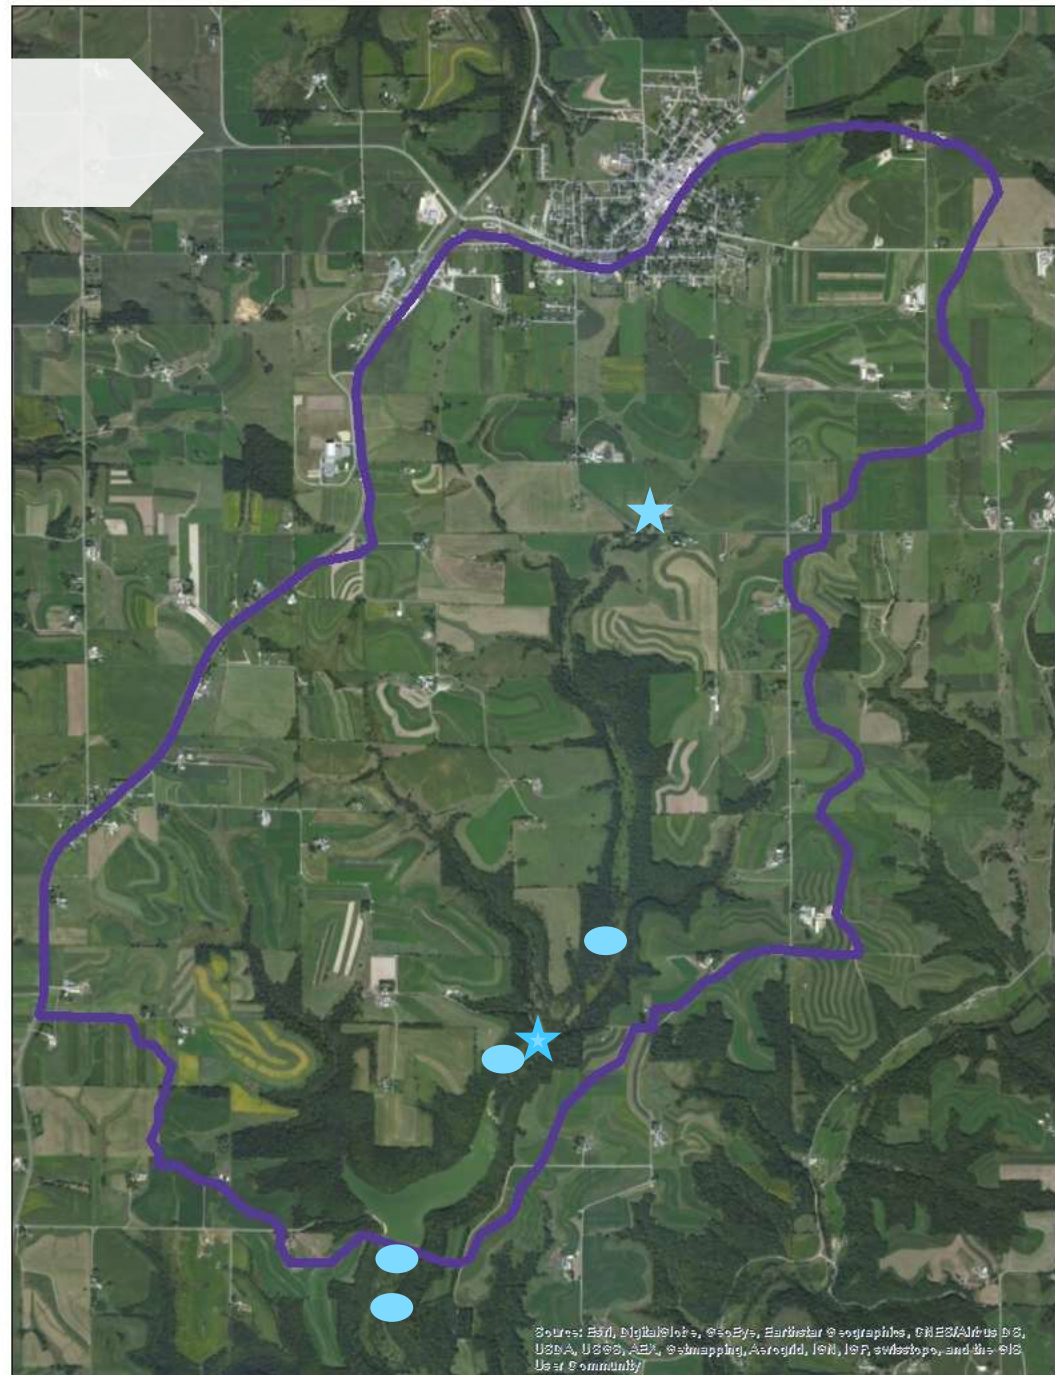 Source: Esri, DigitalGlobe, GeoEye, Earthstar Geographics, CNES/Airbus DS,
USDA, USGS, AEX, Getmapping, Aerogrid, IGN, IGP, swisstopo, and the GIS
User Community